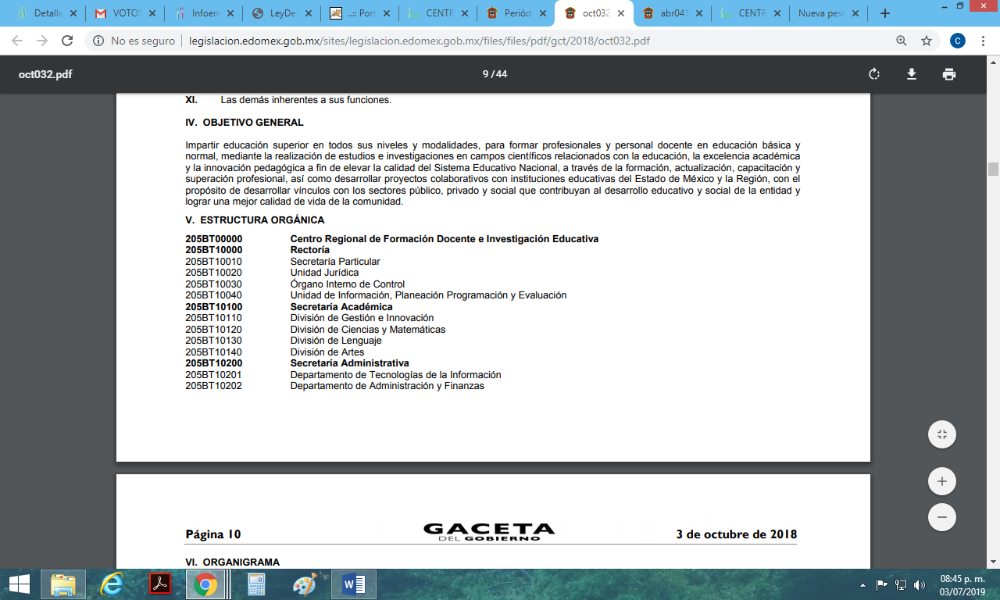 Detalle
VOTOS
Infoem
LeyDeT
..:: Port
CENTR
Periód
oct032
abr041
CENTR
Nueva pest
No es seguro
legislacion.edomex.gob.mx/sites/legislacion.edomex.gob.mx/files/files/pdf/gct/2018/oct032.pdf
C
oct032.pdf
9 / 44
XI. Las demás inherentes a sus funciones.
IV. OBJETIVO GENERAL
Impartir educación superior en todos sus niveles y modalidades, para formar profesionales y personal docente en educación básica y
normal, mediante la realización de estudios e investigaciones en campos científicos relacionados con la educación, la excelencia académica
y la innovación pedagógica a fin de elevar la calidad del Sistema Educativo Nacional, a través de la formación, actualización, capacitación y
superación profesional, así como desarrollar proyectos colaborativos con instituciones educativas del Estado de México y la Región, con el
propósito de desarrollar vínculos con los sectores público, privado y social que contribuyan al desarrollo educativo y social de la entidad y
lograr una mejor calidad de vida de la comunidad.
V. ESTRUCTURA ORGÁNICA
205BT00000 Centro Regional de Formación Docente e Investigación Educativa
205BT10000 Rectoría
205BT10010 Secretaría Particular
205BT10020 Unidad Jurídica
205BT10030 Órgano Interno de Control
205BT10040 Unidad de Información, Planeación Programación y Evaluación
205BT10100 Secretaría Académica
205BT10110 División de Gestión e Innovación
205BT10120 División de Ciencias y Matemáticas
205BT10130 División de Lenguaje
205BT10140 División de Artes
205BT10200 Secretaría Administrativa
205BT10201 Departamento de Tecnologías de la Información
205BT10202 Departamento de Administración y Finanzas
Página 10
GACETA
DEL GOBIERNO
3 de octubre de 2018
VI. ORGANIGRAMA
08:45 p. m.
03/07/2019